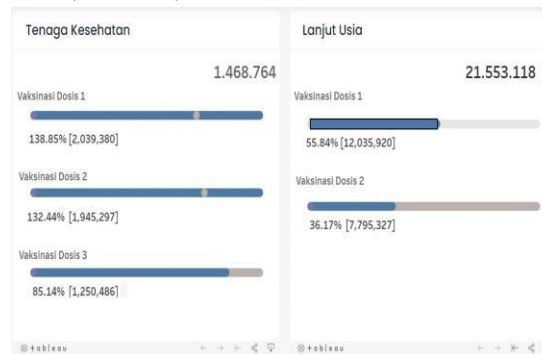 Tenaga Kesehatan
1.468.764
Vaksinasi Dosis 1
138.85% [2,039,380]
Vaksinasi Dosis 2
132.44% [1,945,297]
Vaksinasi Dosis 3
85.14% [1,250,486]
+ableau
Lanjut Usia
21.553.118
Vaksinasi Dosis 1
55.84% [12,035,920]
Vaksinasi Dosis 2
36.17% [7,795,327]
+ableau